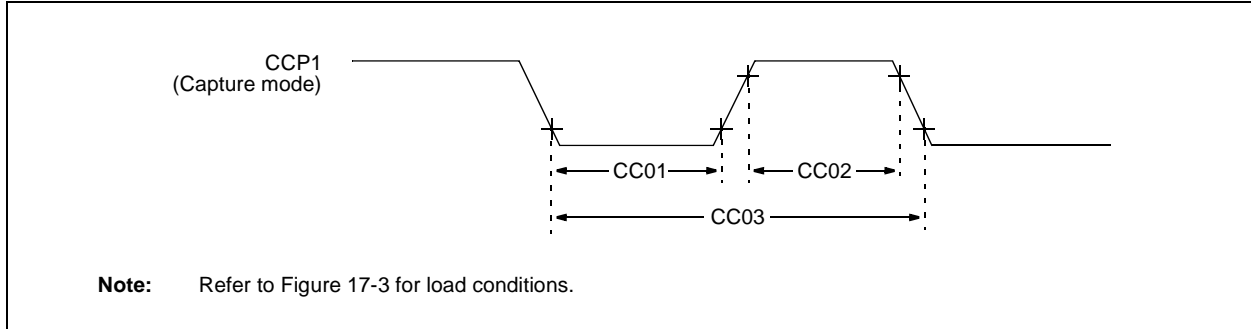 CCP1
(Capture mode)
CC01
CC02
CC03
Note: Refer to Figure 17-3 for load conditions.